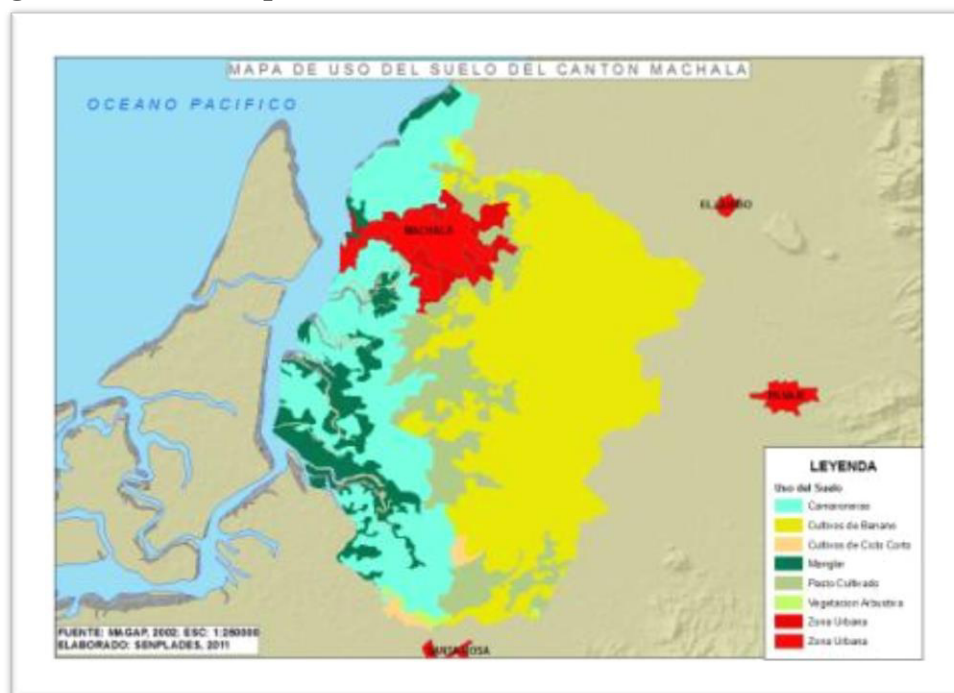 MAPA DE USO DEL SUELO DEL CANTON MACHALA
OCEANO PACIFICO
MACHALA
LEYENDA
Uso del Suelo
Camaroneras
Cultivos de Banano
Cultivos de Ciclo Corto
Manglar
Pasto Cultivado
Vegetacion Arbustiva
Zona Urbana
Zona Urbana
FUENTE: MAGAP, 2002; ESC: 1:250000
ELABORADO: SENPLADES, 2011